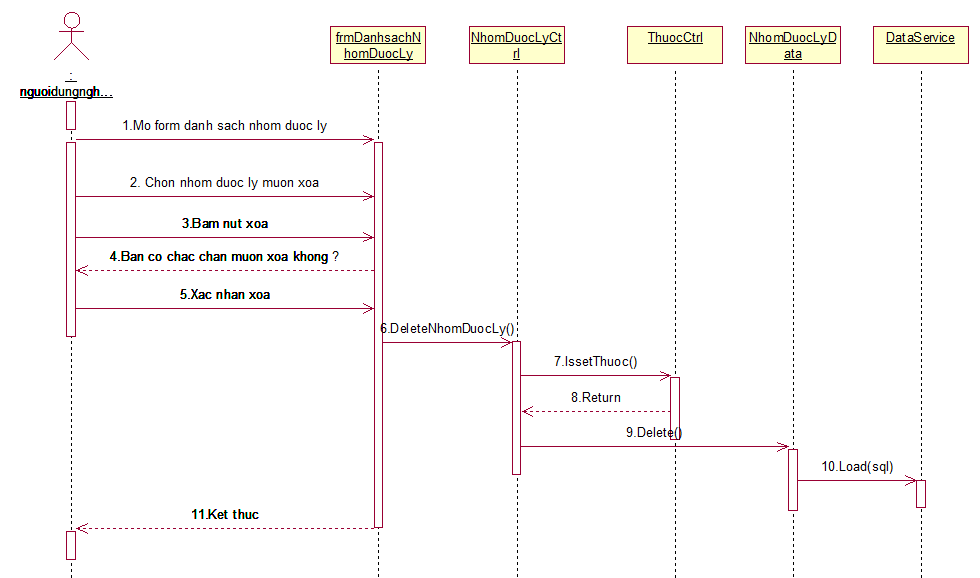 frmDanhsachN
homDuocLy
NhomDuocLyCt
rl
ThuocCtrl
NhomDuocLyD
ata
DataService
:
nguoidungngh...
1.Mo form danh sach nhom duoc ly
2. Chon nhom duoc ly muon xoa
3.Bam nut xoa
4.Ban co chac chan muon xoa khong ?
5.Xac nhan xoa
6.DeleteNhomDuocLy()
7.IssetThuoc()
8.Return
9.Delete()
10.Load(sql)
11.Ket thuc